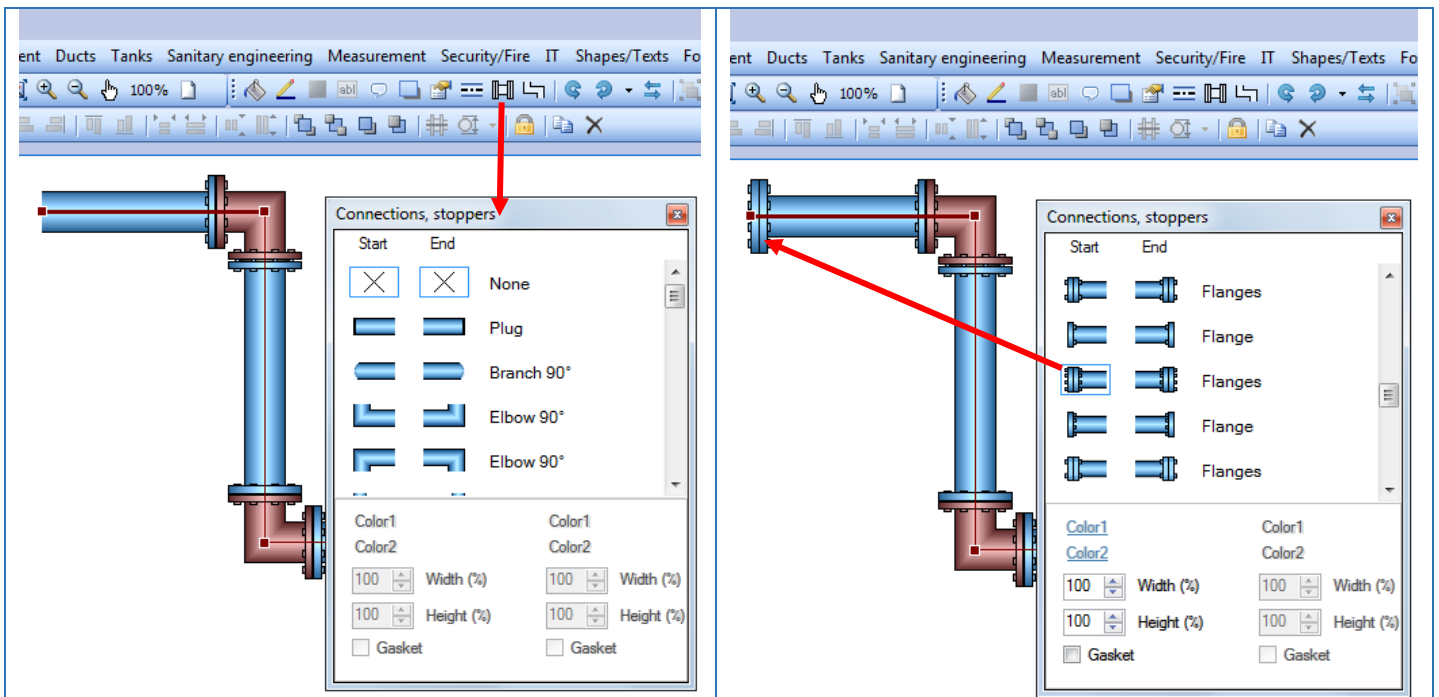 ent Ducts Tanks Sanitary engineering Measurement Security/Fire IT Shapes/Texts Fo
100%
abl
Connections, stoppers
Start End
None
Plug
Branch 90°
Elbow 90°
Elbow 90°
Color1 Color1
Color2 Color2
100 Width (%) 100 Width (%)
100 Height (%) 100 Height (%)
Gasket Gasket
ent Ducts Tanks Sanitary engineering Measurement Security/Fire IT Shapes/Texts Fo
100%
abl
Connections, stoppers
Start End
Flanges
Flange
Flanges
Flange
Flanges
Color1 Color1
Color2 Color2
100 Width (%) 100 Width (%)
100 Height (%) 100 Height (%)
Gasket Gasket